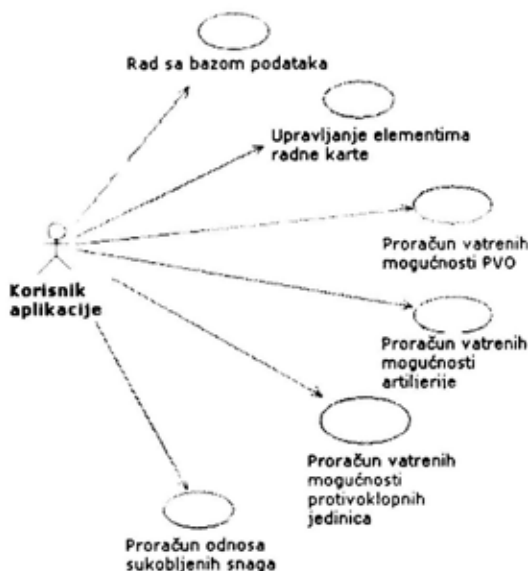 Rad sa bazom podataka
Upravljanje elementima
radne karte
Proračun vatrenih
mogućnosti PVO
Korisnik
aplikacije
Proračun vatrenih
mogućnosti
artiljerije
Proračun vatrenih
mogućnosti
protivoklopnih
jedinica
Proračun odnosa
sukobljenih snaga